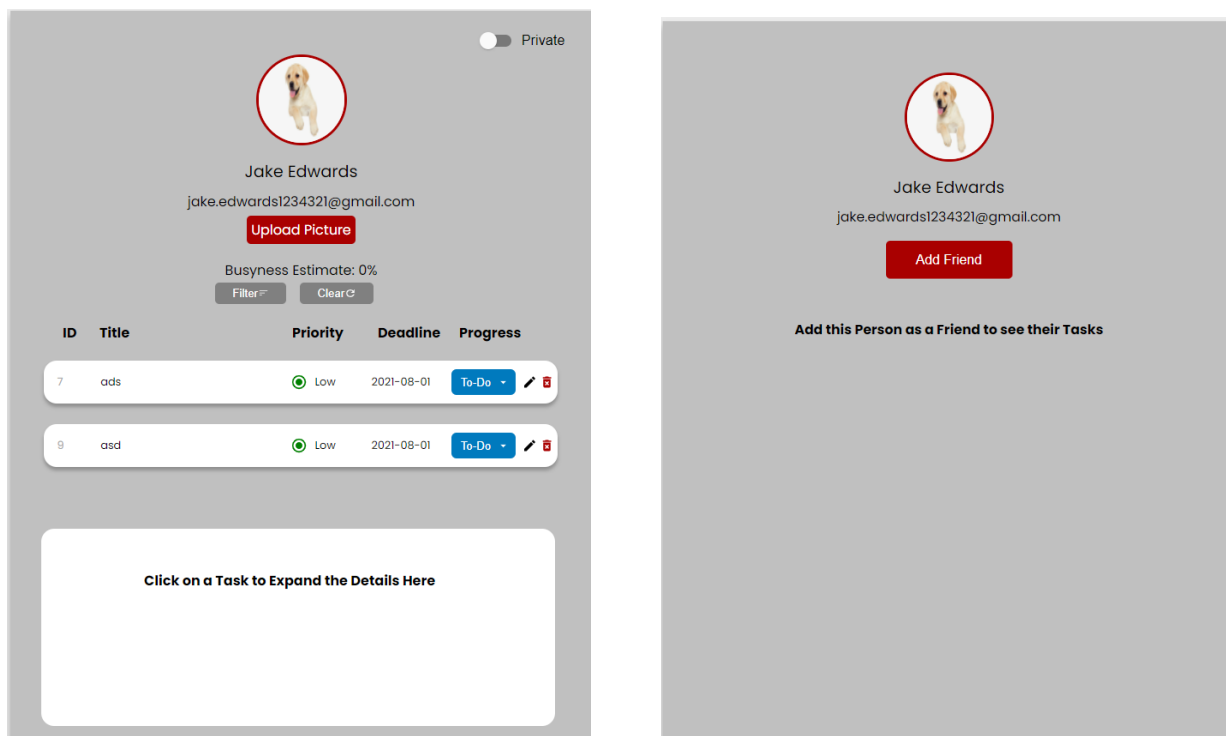 Private
Jake Edwards
jake.edwards1234321@gmail.com
Upload Picture
Busyness Estimate: 0%
Filter Clear
ID Title Priority Deadline Progress
7 ads Low 2021-08-01 To-Do
9 asd Low 2021-08-01 To-Do
Click on a Task to Expand the Details Here
Jake Edwards
jake.edwards1234321@gmail.com
Add Friend
Add this Person as a Friend to see their Tasks